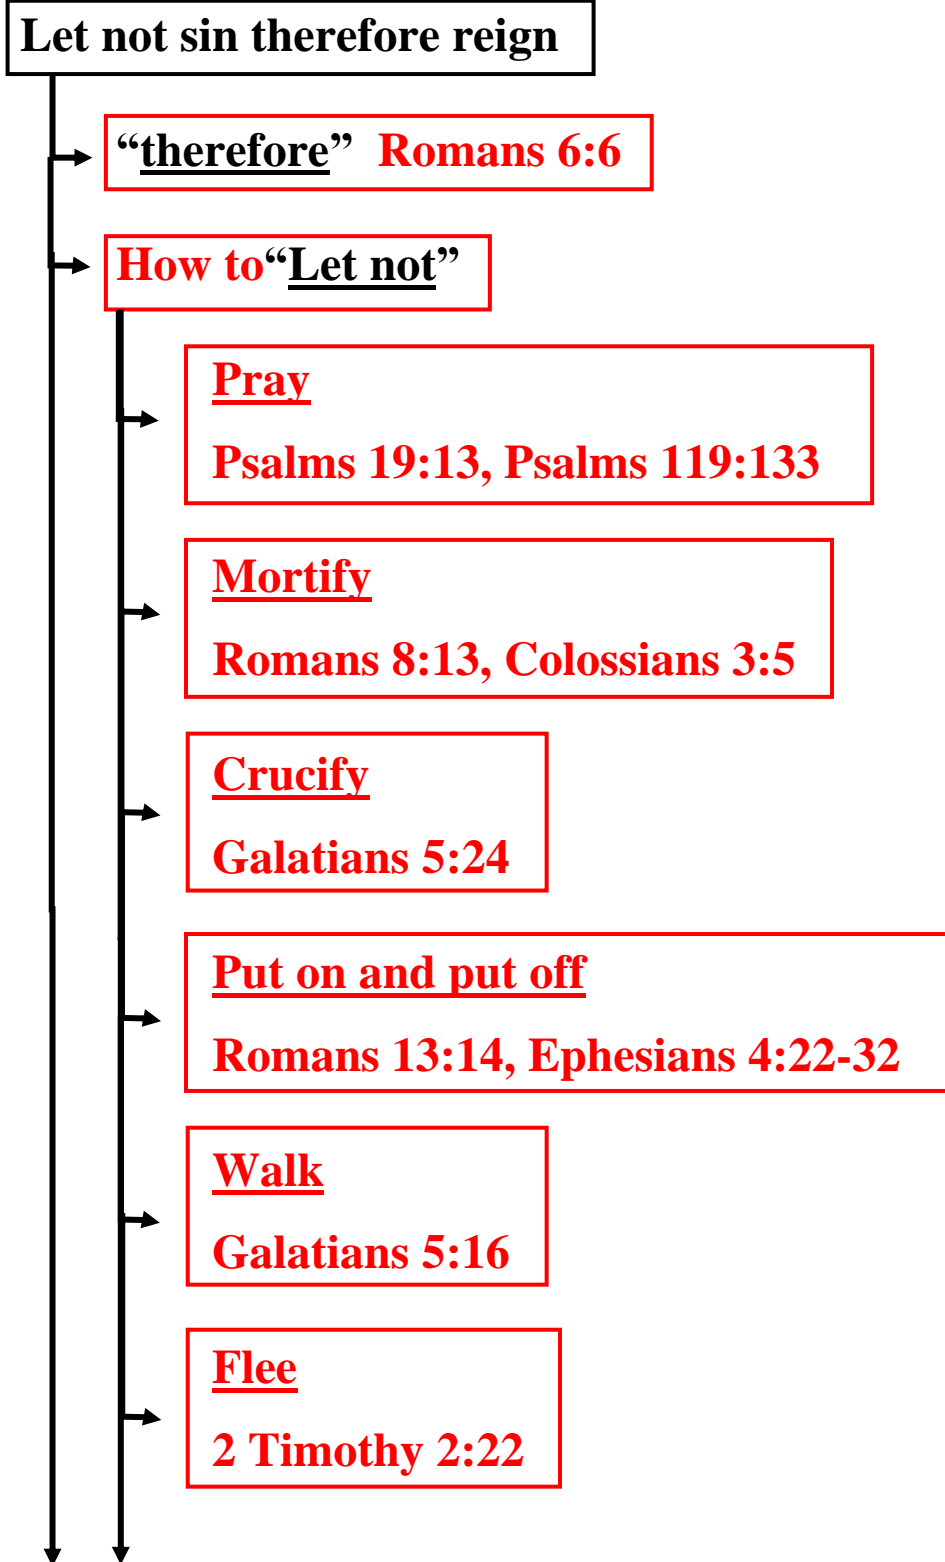 Let not sin therefore reign
“therefore” Romans 6:6
How to“Let not”
Pray
Psalms 19:13, Psalms 119:133
Mortify
Romans 8:13, Colossians 3:5
Crucify
Galatians 5:24
Put on and put off
Romans 13:14, Ephesians 4:22-32
Walk
Galatians 5:16
Flee
2 Timothy 2:22